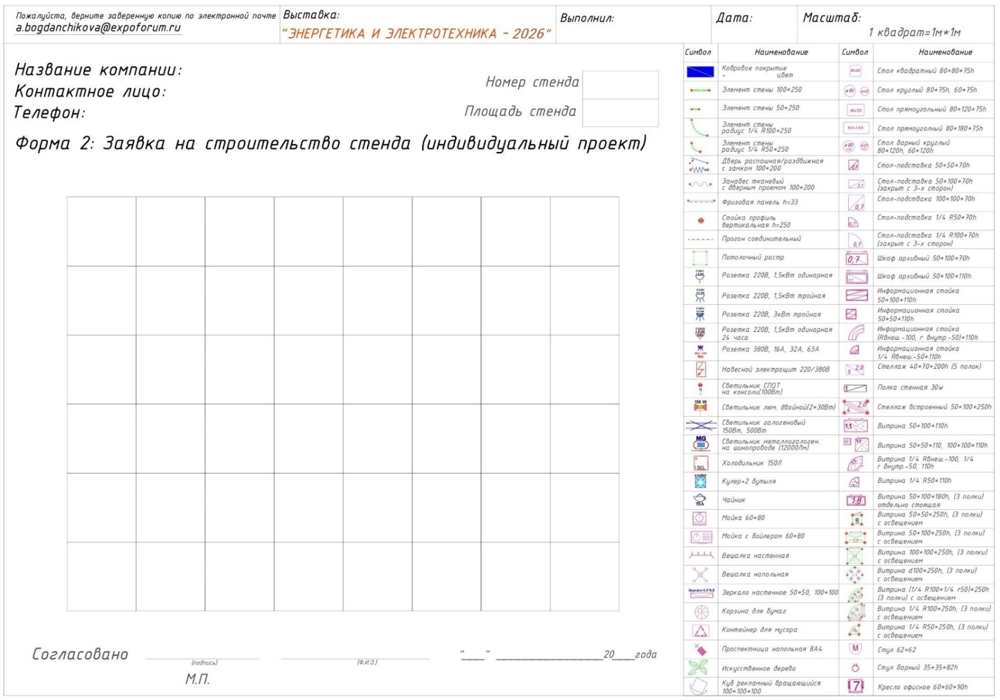 Пожалуйста, верните заверенную копию по электронной почте
a.bogdanchikova@expoforum.ru
Выставка:
"ЭНЕРГЕТИКА И ЭЛЕКТРОТЕХНИКА - 2026"
Выполнил:
Дата:
Масштаб:
1 квадрат=1м*1м
Название компании:
Контактное лицо:
Телефон:
Номер стенда
Площадь стенда
Форма 2: Заявка на строительство стенда (индивидуальный проект)
Согласовано
(подпись)
(Ф.И.О.)
"___" ____________20___года
М.П.
Символ Наименование
Ковровое покрытие
- цвет
Элемент стены 100*250
Элемент стены 50*250
Элемент стены
радиус 1/4 R100*250
Элемент стены
радиус 1/4 R50*250
Дверь распашная/раздвижная
с замком 100*200
Занавес тканевый
с дверным проемом 100*200
Фризовая панель h=33
Стойка профиль
вертикальная h=250
Прогон соединительный
Потолочный растр
Розетка 220В, 1,5кВт одинарная
Розетка 220В, 1,5кВт тройная
Розетка 220В, 3кВт тройная
Розетка 220В, 1,5кВт одинарная
24 часа
Розетка 380В, 16А, 32А, 63А
Навесной электрощит 220/380В
Светильник СПОТ
на консоли(100Вт)
150 W
Светильник люм. двойной(2*30Вт)
Светильник галогеновый
150Вт, 500Вт
MG
Светильник металлогалоген.
на шинопроводе (12000Лм)
150L
Холодильник 150Л
cooler
Кулер+2 бутыля
TEA
Чайник
Мойка 60*80
Мойка с бойлером 60*80
Вешалка настенная
Вешалка напольная
Зеркало 0,5*0,5
Зеркало настенное 50*50, 100*100
Корзина для бумаг
Контейнер для мусора
Проспектница напольная 8А4
Искусственное дерево
Куб рекламный вращающийся
100*100*100
Символ Наименование
80x80
Стол квадратный 80*80*75h
ø80 ø60
Стол круглый 80*75h, 60*75h
80x120
Стол прямоугольный 80*120*75h
80x180
Стол прямоуголный 80*180*75h
ø80 ø60
Стол барный круглый
80*120h, 60*120h
0,7
Стол-подставка 50*50*70h
0,7
Стол-подставка 50*100*70h
(закрыт с 3-х сторон)
0,7
Стол-подствака 100*100*70h
0,7
Стол-подставка 1/4 R50*70h
0,7
Стол-подставка 1/4 R100*70h
(закрыт с 3-х сторон)
0,7
Шкаф архивный 50*100*70h
1.1
Шкаф архивный 50*100*110h
Информационная стойка
50*100*110h
Информационная стойка
50*50*110h
Информационная стойка
(Rвнеш.-100, r внутр.-50)*110h
Информационная стойка
1/4 Rвнеш.-50*110h
5 2,0
Стеллаж 40*70*200h (5 полок)
1
Полка стенная 30w
4 2,0
Стеллаж встроенный 50*100*250h
1.1
Витрина 50*100*110h
1.1
Витрина 50*50*110, 100*100*110h
Витрина 1/4 Rвнеш.-100, 1/4
r внутр.-50, 110h
Витрина 1/4 R50*110h
1.8
Витрина 50*100*180h, (3 полки)
отдельно стоящая
Витрина 50*50*250h, (3 полки)
с освещением
2,5
Витрина 50*100*250h, (3 полки)
с освещением
Витрина 100*100*250h, (3 полки)
с освещением
Витрина d100*250h, (3 полки)
с освещением
Витрина (1/4 R100*1/4 r50)*250h
(3 полки) с освещением
Витрина 1/4 R100*250h, (3 полки)
с освещением
Витрина 1/4 R50*250h, (3 полки)
с освещением
М
Стул 62*62
Стул барный 35*35*82h
7
Кресло офисное 60*60*90h